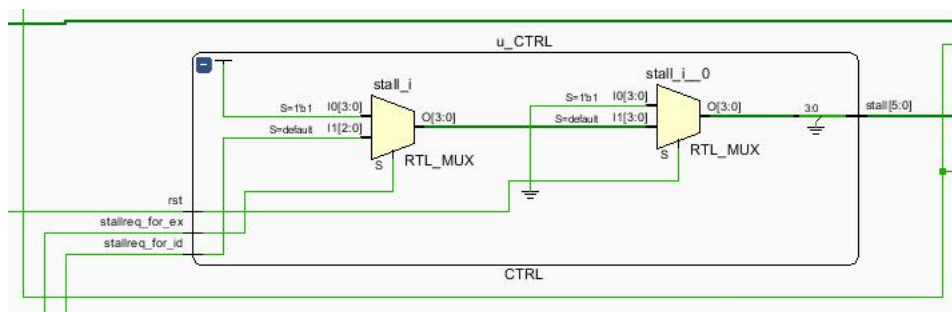 u_CTRL
stall_i
stall_i__0
S=1'b1 I0[3:0]
S=default I1[2:0]
O[3:0]
S
RTL_MUX
S=1'b1 I0[3:0]
S=default I1[3:0]
O[3:0]
S
RTL_MUX
3:0
stall[5:0]
rst
stallreq_for_ex
stallreq_for_id
CTRL